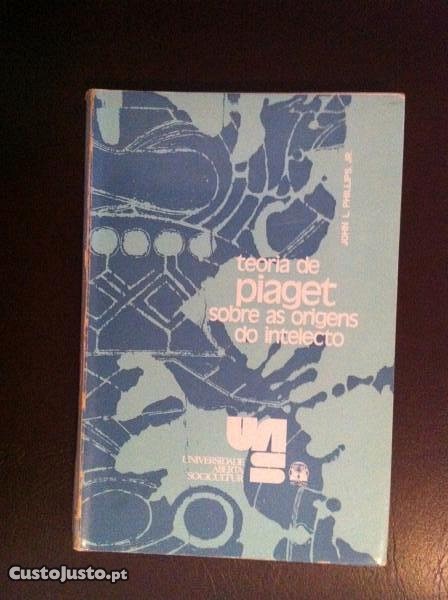 JOHN L. PHILLIPS, JR.
teoria de
piaget
sobre as origens
do intelecto
UNIVERSIDADE
ABERTA
SOCICULTUR
CustoJusto.pt